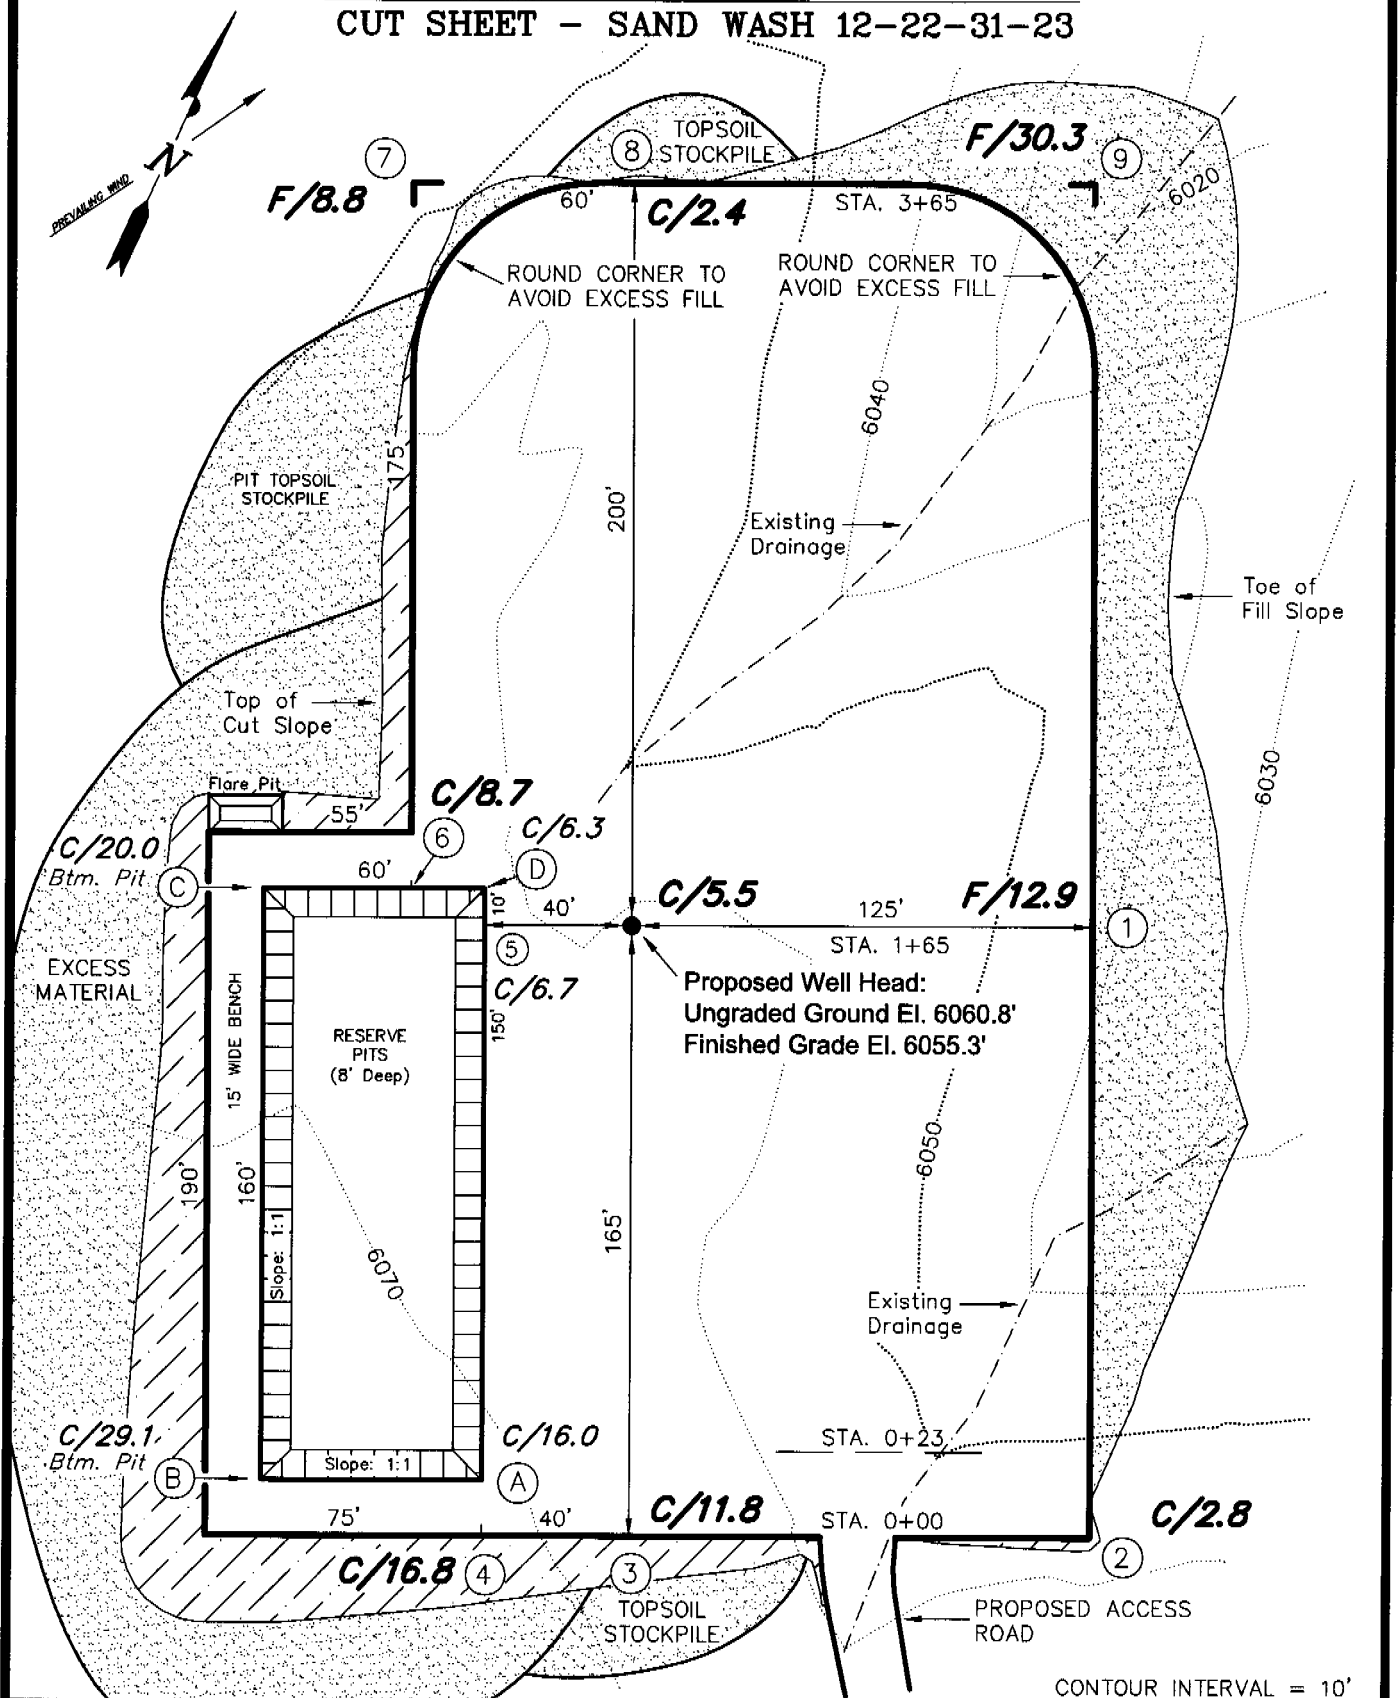 CUT SHEET - SAND WASH 12-22-31-23
N
PREVAILING WIND
7
F/8.8
TOPSOIL
STOCKPILE
8
60'
C/2.4
F/30.3
9
STA. 3+65
6020
ROUND CORNER TO
AVOID EXCESS FILL
ROUND CORNER TO
AVOID EXCESS FILL
6040
175'
PIT TOPSOIL
STOCKPILE
200'
Existing
Drainage
Toe of
Fill Slope
Top of
Cut Slope
6030
Flare Pit
55'
C/8.7
6
C/6.3
D
C/20.0
Btm. Pit
C
60'
10'
40'
C/5.5
125'
F/12.9
1
STA. 1+65
5
C/6.7
EXCESS
MATERIAL
15' WIDE BENCH
RESERVE
PITS
(8' Deep)
150'
Proposed Well Head:
Ungraded Ground El. 6060.8'
Finished Grade El. 6055.3'
190'
160'
6050
165'
Slope: 1:1
6070
Existing
Drainage
C/29.1
Btm. Pit
B
Slope: 1:1
C/16.0
A
STA. 0+23
75'
40'
C/11.8
STA. 0+00
C/2.8
2
C/16.8
4
3
TOPSOIL
STOCKPILE
PROPOSED ACCESS
ROAD
CONTOUR INTERVAL = 10'